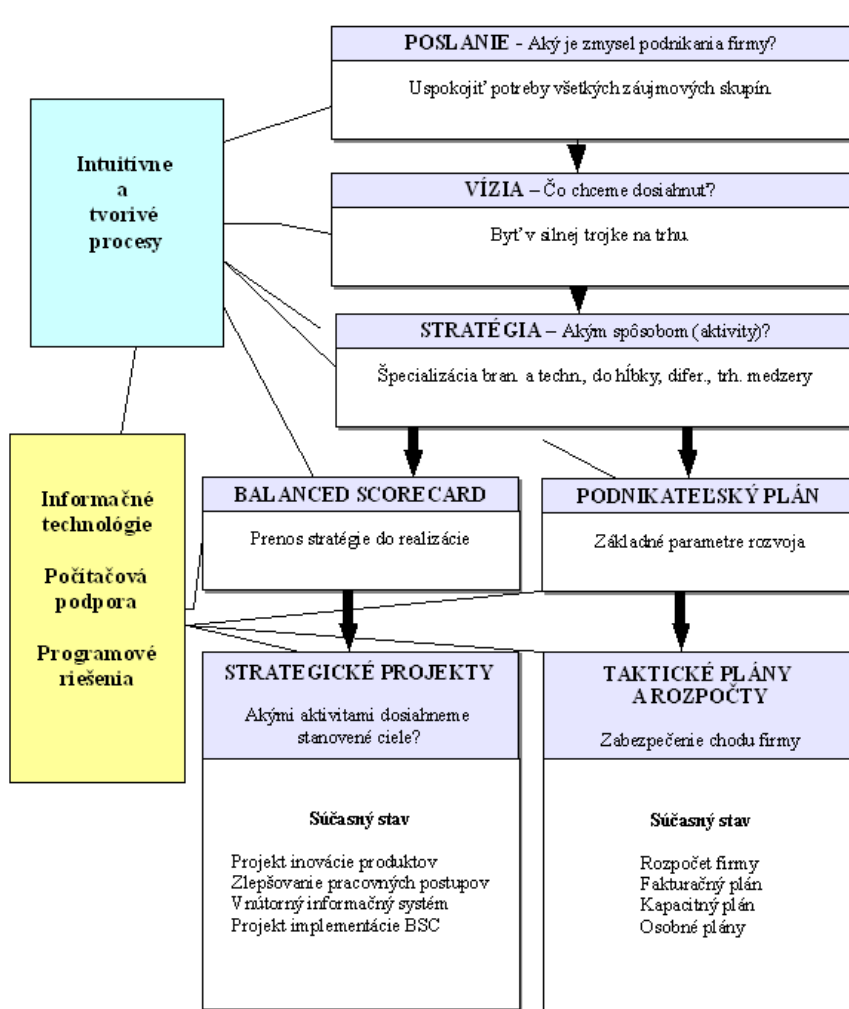 POSLANIE - Aký je zmysel podnikania firmy?
Uspokojiť potreby všetkých záujmových skupín.
Intuitívne
a
tvorivé
procesy
VÍZIA – Čo chceme dosiahnuť?
Byť v silnej trojke na trhu.
STRATÉGIA – Akým spôsobom (aktivity)?
Špecializácia bran. a techn., do hĺbky, difer., trh. medzery
Informačné
technológie
Počítačová
podpora
Programové
riešenia
BALANCED SCORECARD
Prenos stratégie do realizácie
PODNIKATEĽSKÝ PLÁN
Základné parametre rozvoja
STRATEGICKÉ PROJEKTY
Akými aktivitami dosiahneme
stanovené ciele?
Súčasný stav
Projekt inovácie produktov
Zlepšovanie pracovných postupov
Vnútorný informačný systém
Projekt implementácie BSC
TAKTICKÉ PLÁNY
A ROZPOČTY
Zabezpečenie chodu firmy
Súčasný stav
Rozpočet firmy
Fakturačný plán
Kapacitný plán
Osobné plány